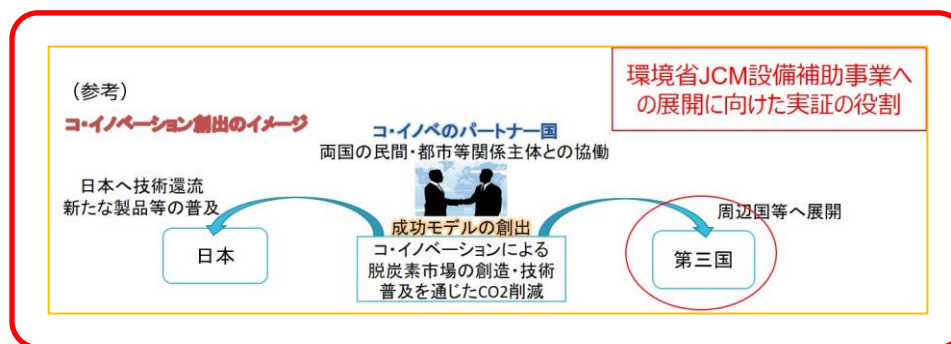 環境省JCM設備補助事業へ
の展開に向けた実証の役割
（参考）
コ・イノベーション創出のイメージ
コ・イノベのパートナー国
両国の民間・都市等関係主体との協働
日本へ技術還流
新たな製品等の普及
成功モデルの創出
周辺国等へ展開
日本
コ・イノベーションによる
脱炭素市場の創造・技術
普及を通じたCO2削減
第三国